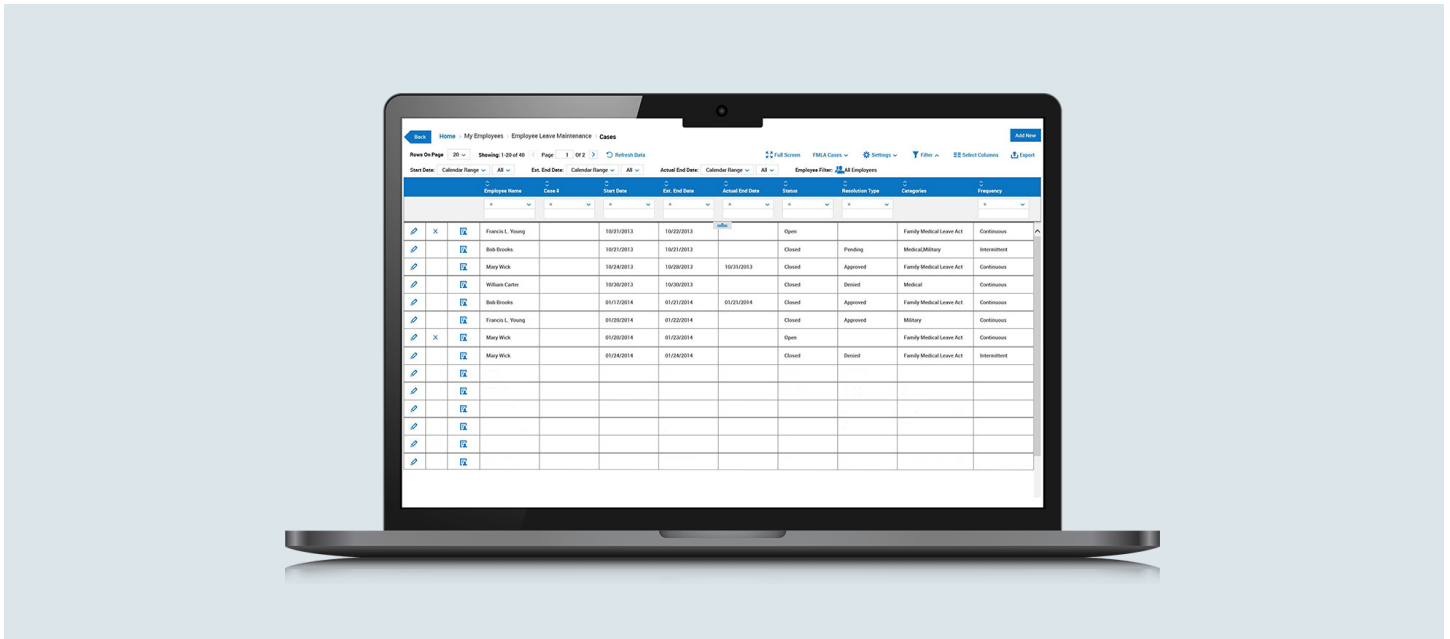 Back Home My Employees Employee Leave Maintenance Cases Add New
Rows On Page 20 Showing: 1-20 of 40 Page 1 Of 2 Refresh Data Full Screen FMLA Cases Settings Filter Select Columns Export
Start Date: Calendar Range All Est. End Date: Calendar Range All Actual End Date: Calendar Range All Employee Filter: All Employees
Employee Name Case # Start Date Est. End Date Actual End Date Status Resolution Type Categories Frequency
Francis L. Young 10/21/2013 10/22/2013 Open Family Medical Leave Act Continuous
Bob Brooks 10/21/2013 10/21/2013 Closed Pending Medical,Military Intermittent
Mary Wick 10/24/2013 10/28/2013 10/31/2013 Closed Approved Family Medical Leave Act Continuous
William Carter 10/30/2013 10/30/2013 Closed Denied Medical Continuous
Bob Brooks 01/17/2014 01/21/2014 01/21/2014 Closed Approved Family Medical Leave Act Continuous
Francis L. Young 01/20/2014 01/22/2014 Closed Approved Military Continuous
Mary Wick 01/20/2014 01/23/2014 Open Family Medical Leave Act Continuous
Mary Wick 01/24/2014 01/24/2014 Closed Denied Family Medical Leave Act Intermittent